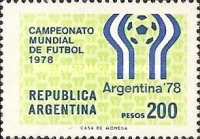 CAMPEONATO
MUNDIAL
DE FUTBOL
1978
Argentina '78
REPUBLICA
ARGENTINA
PESOS 200
CASA DE MONEDA